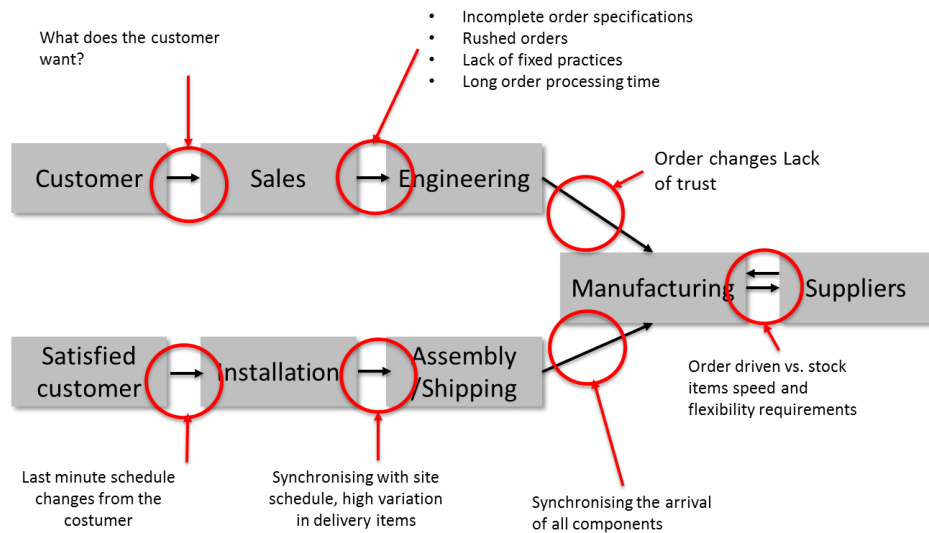 What does the customer
want?
• Incomplete order specifications
• Rushed orders
• Lack of fixed practices
• Long order processing time
Customer
Sales
Engineering
Order changes Lack
of trust
Manufacturing
Suppliers
Satisfied
customer
Installation
Assembly
/Shipping
Order driven vs. stock
items speed and
flexibility requirements
Last minute schedule
changes from the
costumer
Synchronising with site
schedule, high variation
in delivery items
Synchronising the arrival
of all components